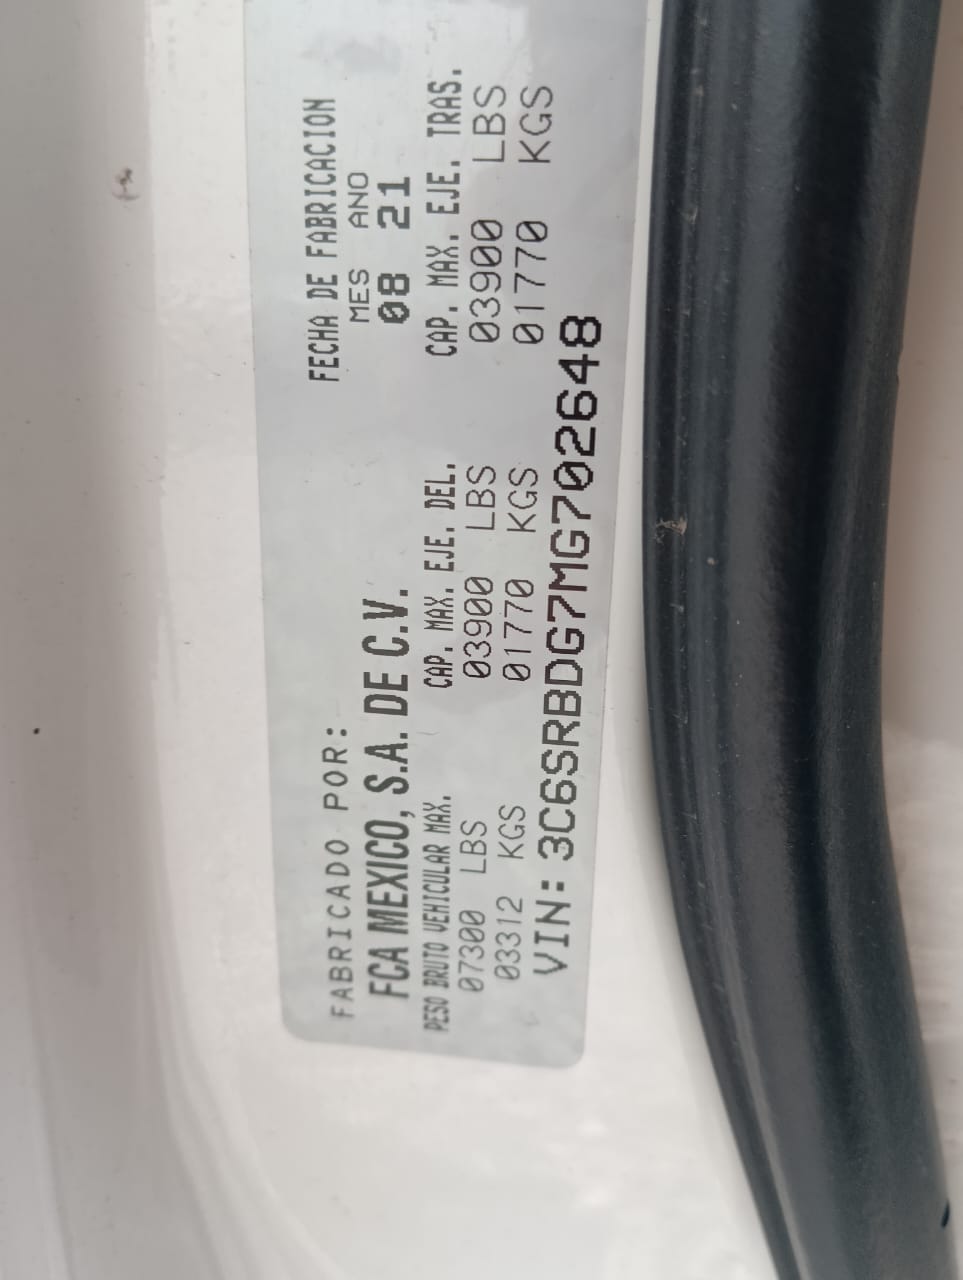 FABRICADO POR: FECHA DE FABRICACION
MES ANO
FCA MEXICO, S.A. DE C.V. 08 21
PESO BRUTO VEHICULAR MAX. CAP. MAX. EJE. DEL. CAP. MAX. EJE. TRAS.
07300 LBS 03900 LBS 03900 LBS
03312 KGS 01770 KGS 01770 KGS
VIN: 3C6SRBDG7MG702648